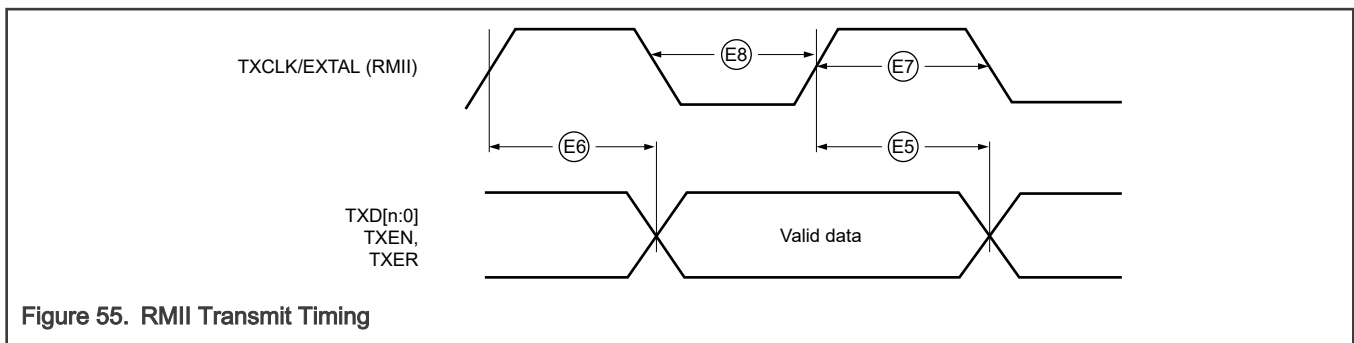 TXCLK/EXTAL (RMII)
E8
E7
E6
E5
TXD[n:0]
TXEN,
TXER
Valid data
Figure 55. RMII Transmit Timing